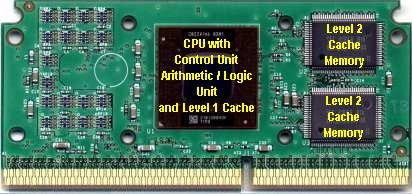 CPU with
Control Unit
Arithmetic / Logic
Unit
and Level 1 Cache
Level 2
Cache
Memory
Level 2
Cache
Memory